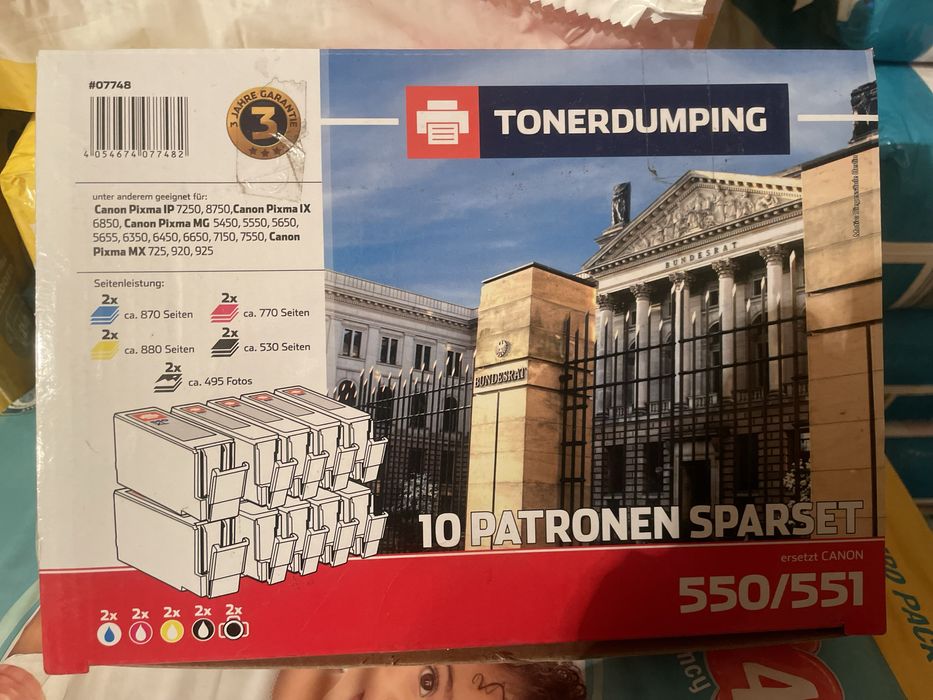 #07748
4 054674 077482
3 JAHRE GARANTIE
3
TONERDUMPING
unter anderem geeignet für:
Canon Pixma IP 7250, 8750,Canon Pixma IX
6850, Canon Pixma MG 5450, 5550, 5650,
5655, 6350, 6450, 6650, 7150, 7550, Canon
Pixma MX 725, 920, 925
Seitenleistung:
2x ca. 870 Seiten
2x ca. 770 Seiten
2x ca. 880 Seiten
2x ca. 530 Seiten
2x ca. 495 Fotos
BUNDESRAT
BUNDESRAT
10 PATRONEN SPARSET
ersetzt CANON
550/551
2x 2x 2x 2x 2x
PACK
4